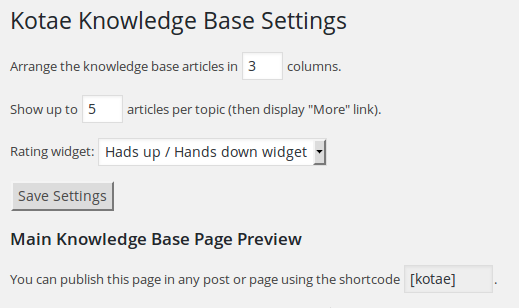 Kotae Knowledge Base Settings
Arrange the knowledge base articles in 3 columns.
Show up to 5 articles per topic (then display "More" link).
Rating widget: Hads up / Hands down widget
Save Settings
Main Knowledge Base Page Preview
You can publish this page in any post or page using the shortcode [kotae] .